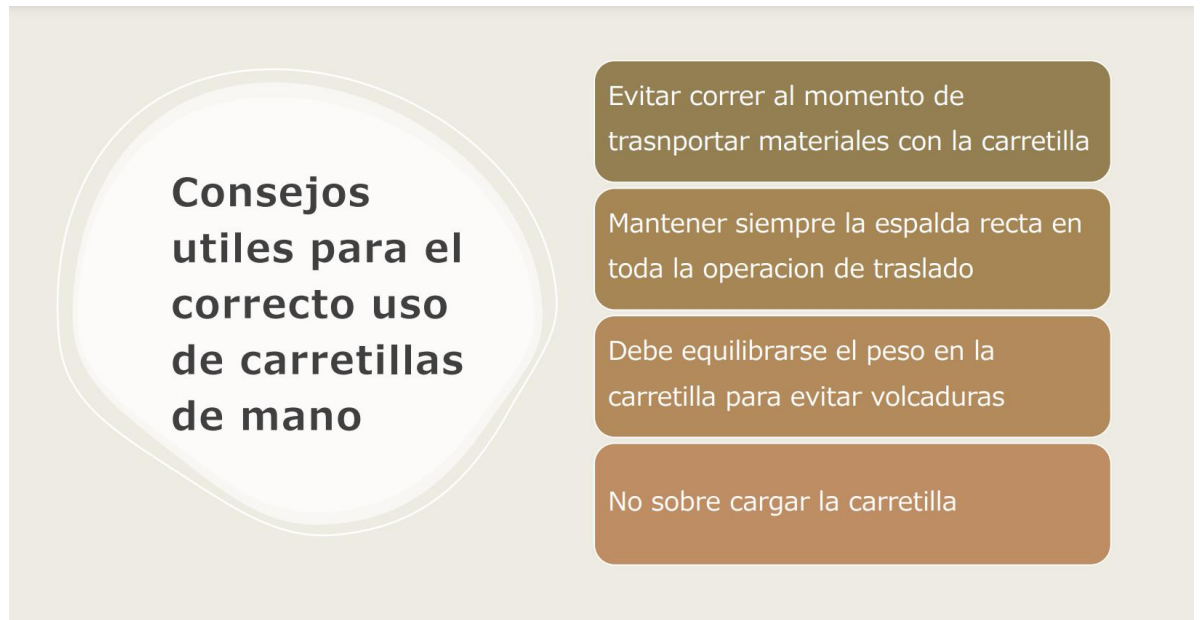 Consejos
utiles para el
correcto uso
de carretillas
de mano
Evitar correr al momento de
trasnportar materiales con la carretilla
Mantener siempre la espalda recta en
toda la operacion de traslado
Debe equilibrarse el peso en la
carretilla para evitar volcaduras
No sobre cargar la carretilla